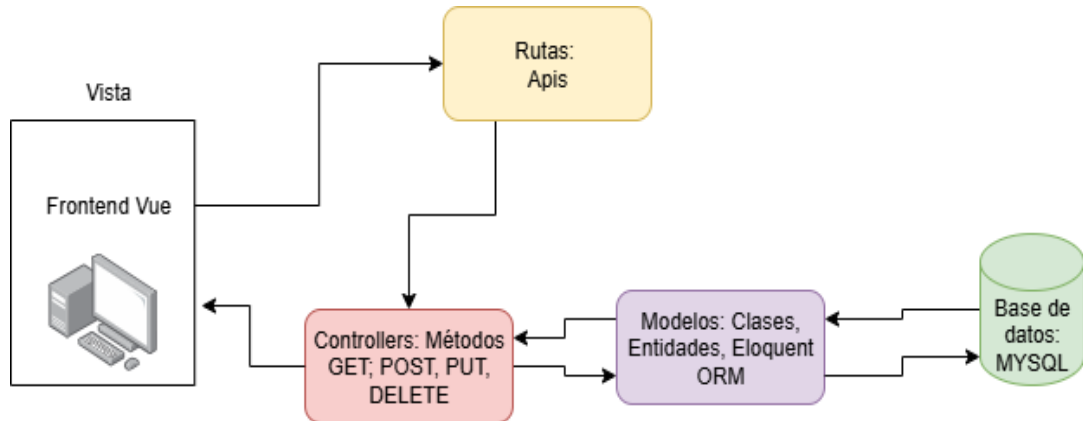 Rutas:
Apis
Vista
Frontend Vue
Controllers: Métodos
GET; POST, PUT,
DELETE
Modelos: Clases,
Entidades, Eloquent
ORM
Base de
datos:
MYSQL